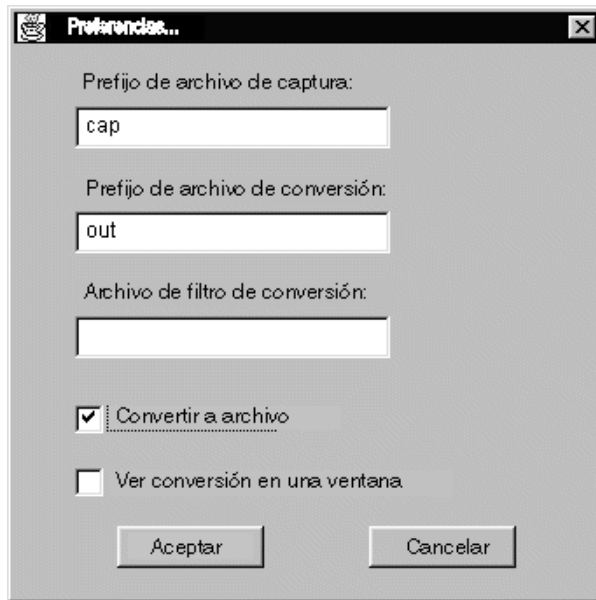 Preferencias...
Prefijo de archivo de captura:
cap
Prefijo de archivo de conversión:
out
Archivo de filtro de conversión:
Convertir a archivo
Ver conversión en una ventana
Aceptar
Cancelar